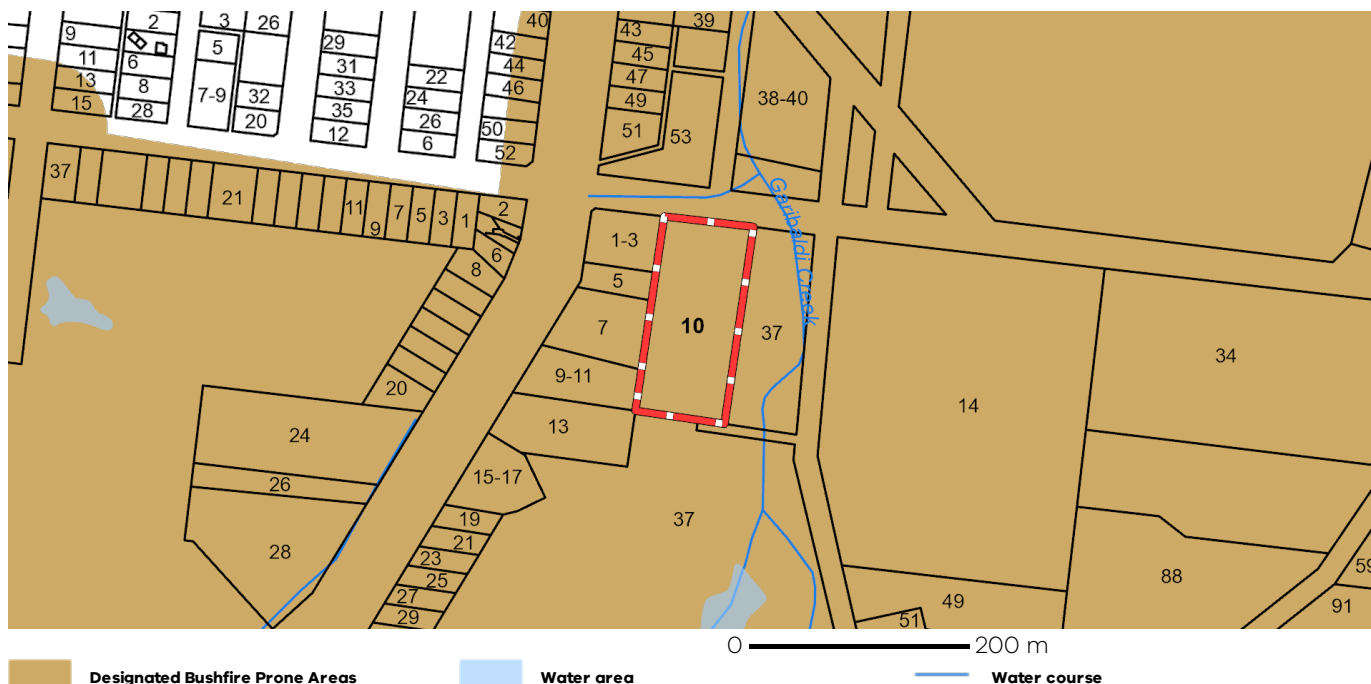 2 3 26 40 39
9 5 29 42 43
11 6 31 44 45
13 8 7-9 32 33 22 46 47 38-40
15 28 20 35 24 49
12 26 50 51 53
6 52
37 21 11 9 7 5 3 1 2
6
8
1-3
5
7
10
37
Garibaldi Creek
9-11
20
13
24
26
28
15-17
19
21
23
25
27
29
37
14
34
88
49
51
59
91
0 200 m
Designated Bushfire Prone Areas Water area Water course